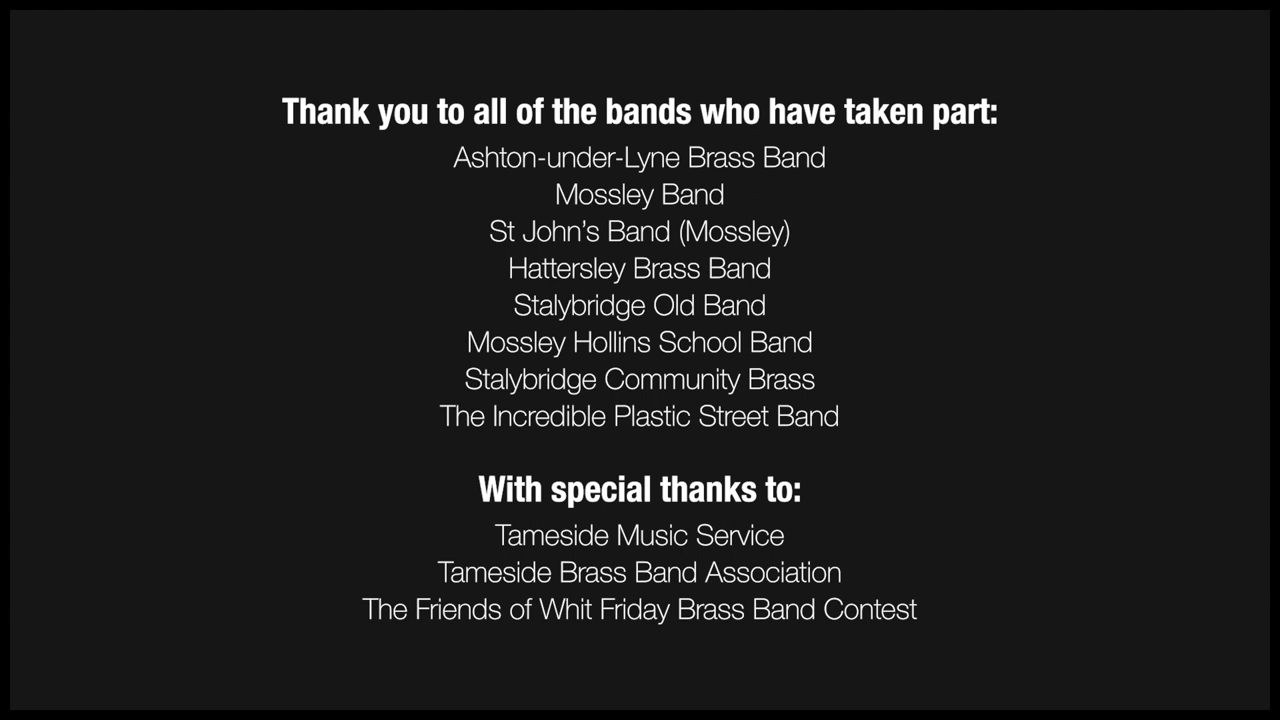 Thank you to all of the bands who have taken part:
Ashton-under-Lyne Brass Band
Mossley Band
St John’s Band (Mossley)
Hattersley Brass Band
Stalybridge Old Band
Mossley Hollins School Band
Stalybridge Community Brass
The Incredible Plastic Street Band
With special thanks to:
Tameside Music Service
Tameside Brass Band Association
The Friends of Whit Friday Brass Band Contest